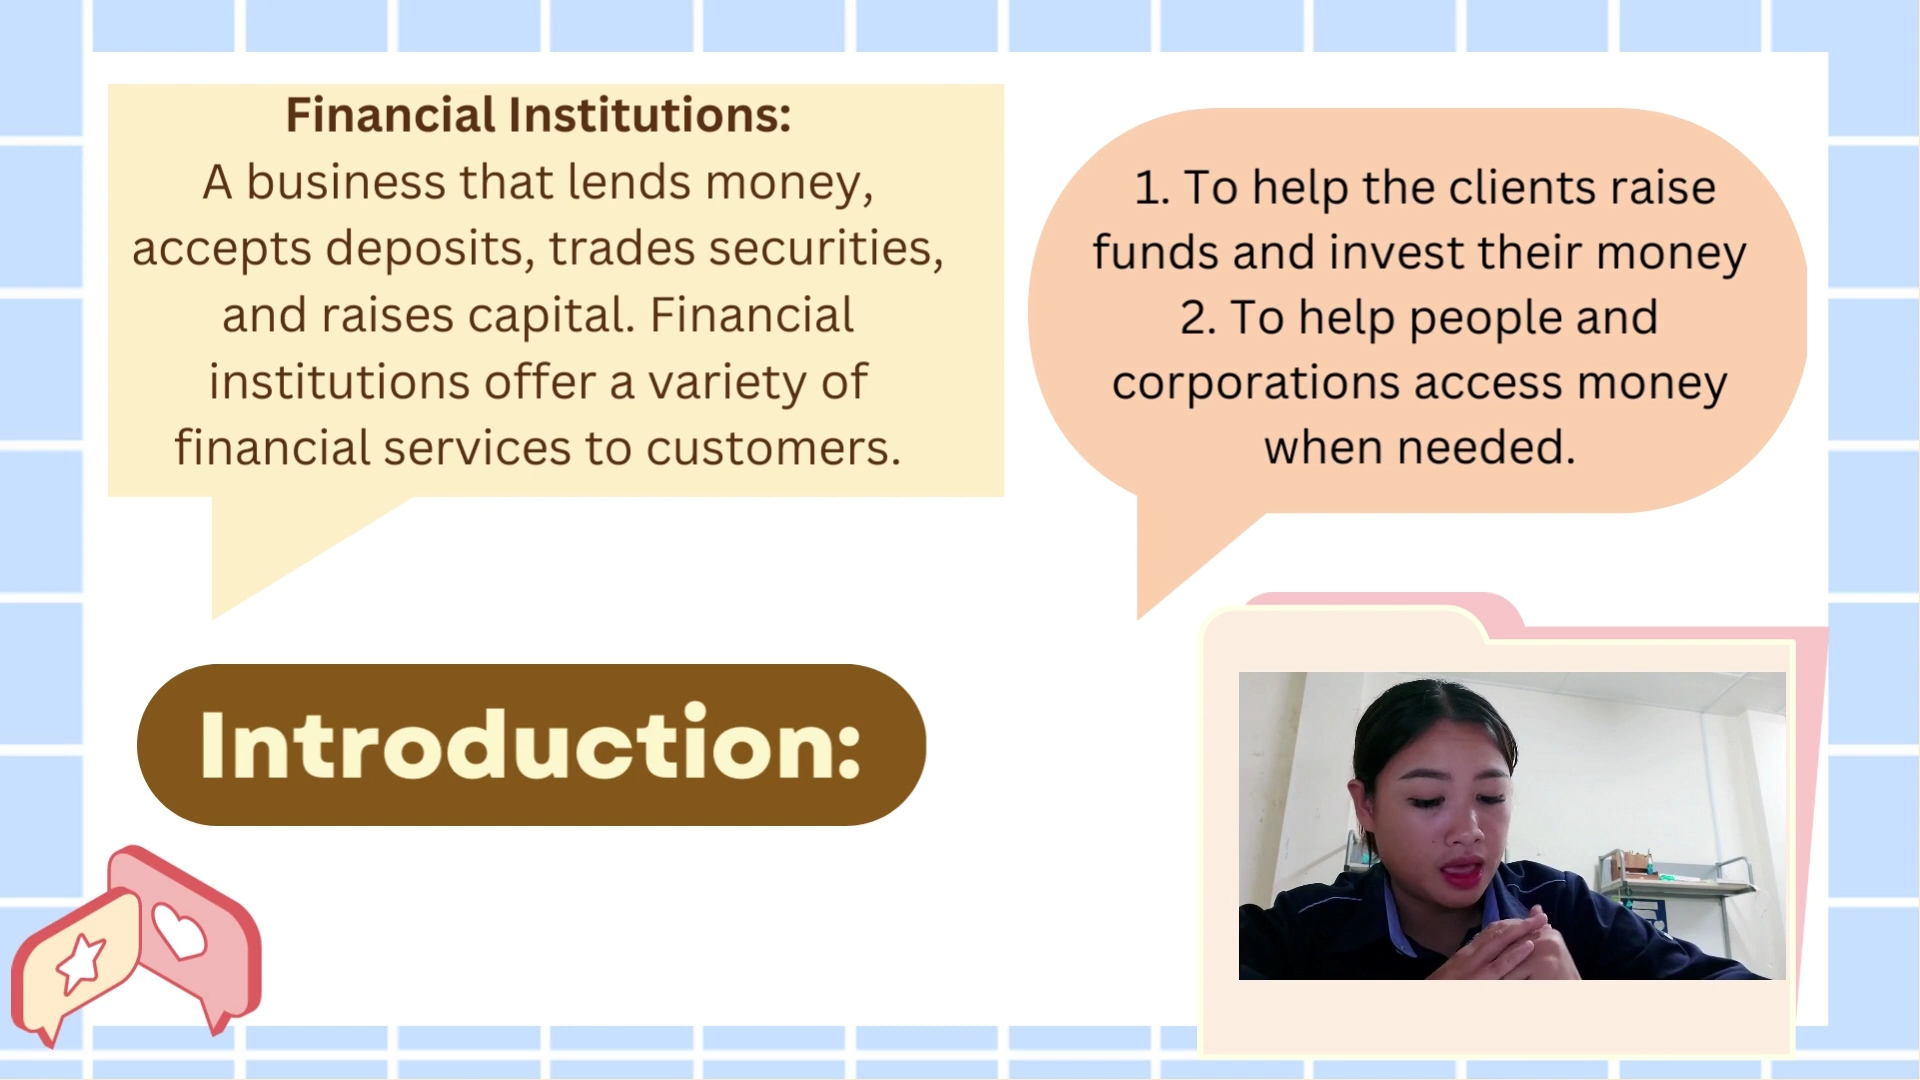 Financial Institutions:
A business that lends money,
accepts deposits, trades securities,
and raises capital. Financial
institutions offer a variety of
financial services to customers.
1. To help the clients raise
funds and invest their money
2. To help people and
corporations access money
when needed.
Introduction: